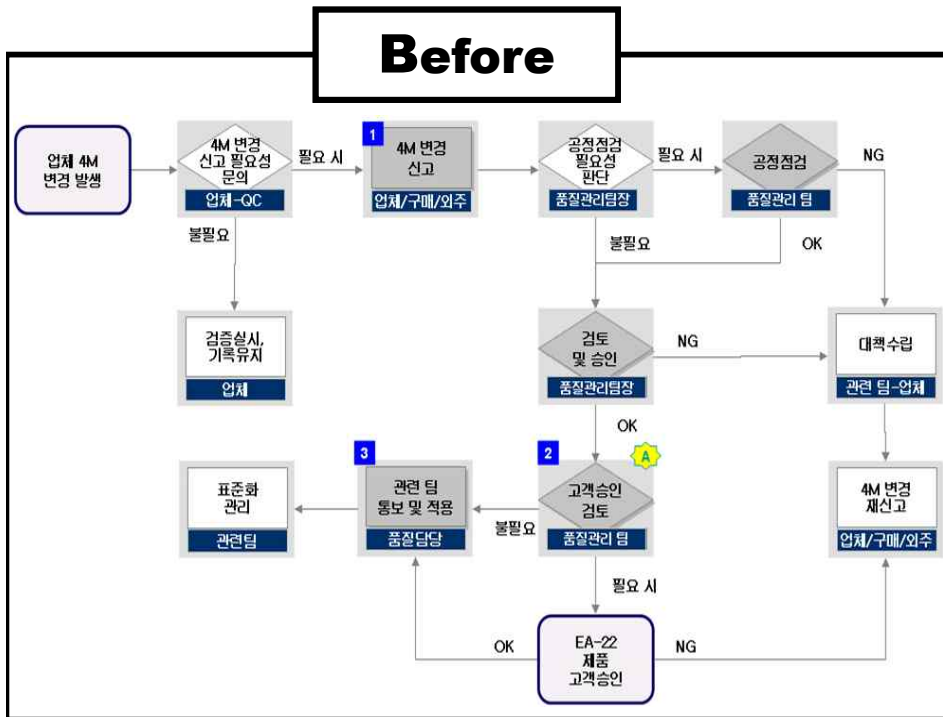 Before
업체 4M
변경 발생
4M 변경
신고 필요성
문의
업체-QC
필요 시
1
4M 변경
신고
업체/구매/외주
공정점검
필요성
판단
품질관리팀장
필요 시
공정점검
품질관리 팀
NG
불필요
불필요
OK
검증실시,
기록유지
업체
검토
및 승인
품질관리팀장
NG
대책수립
관련 팀-업체
OK
표준화
관리
관련팀
3
관련 팀
통보 및 적용
품질담당
불필요
2
A
고객승인
검토
품질관리 팀
4M 변경
재신고
업체/구매/외주
필요 시
OK
EA-22
제품
고객승인
NG